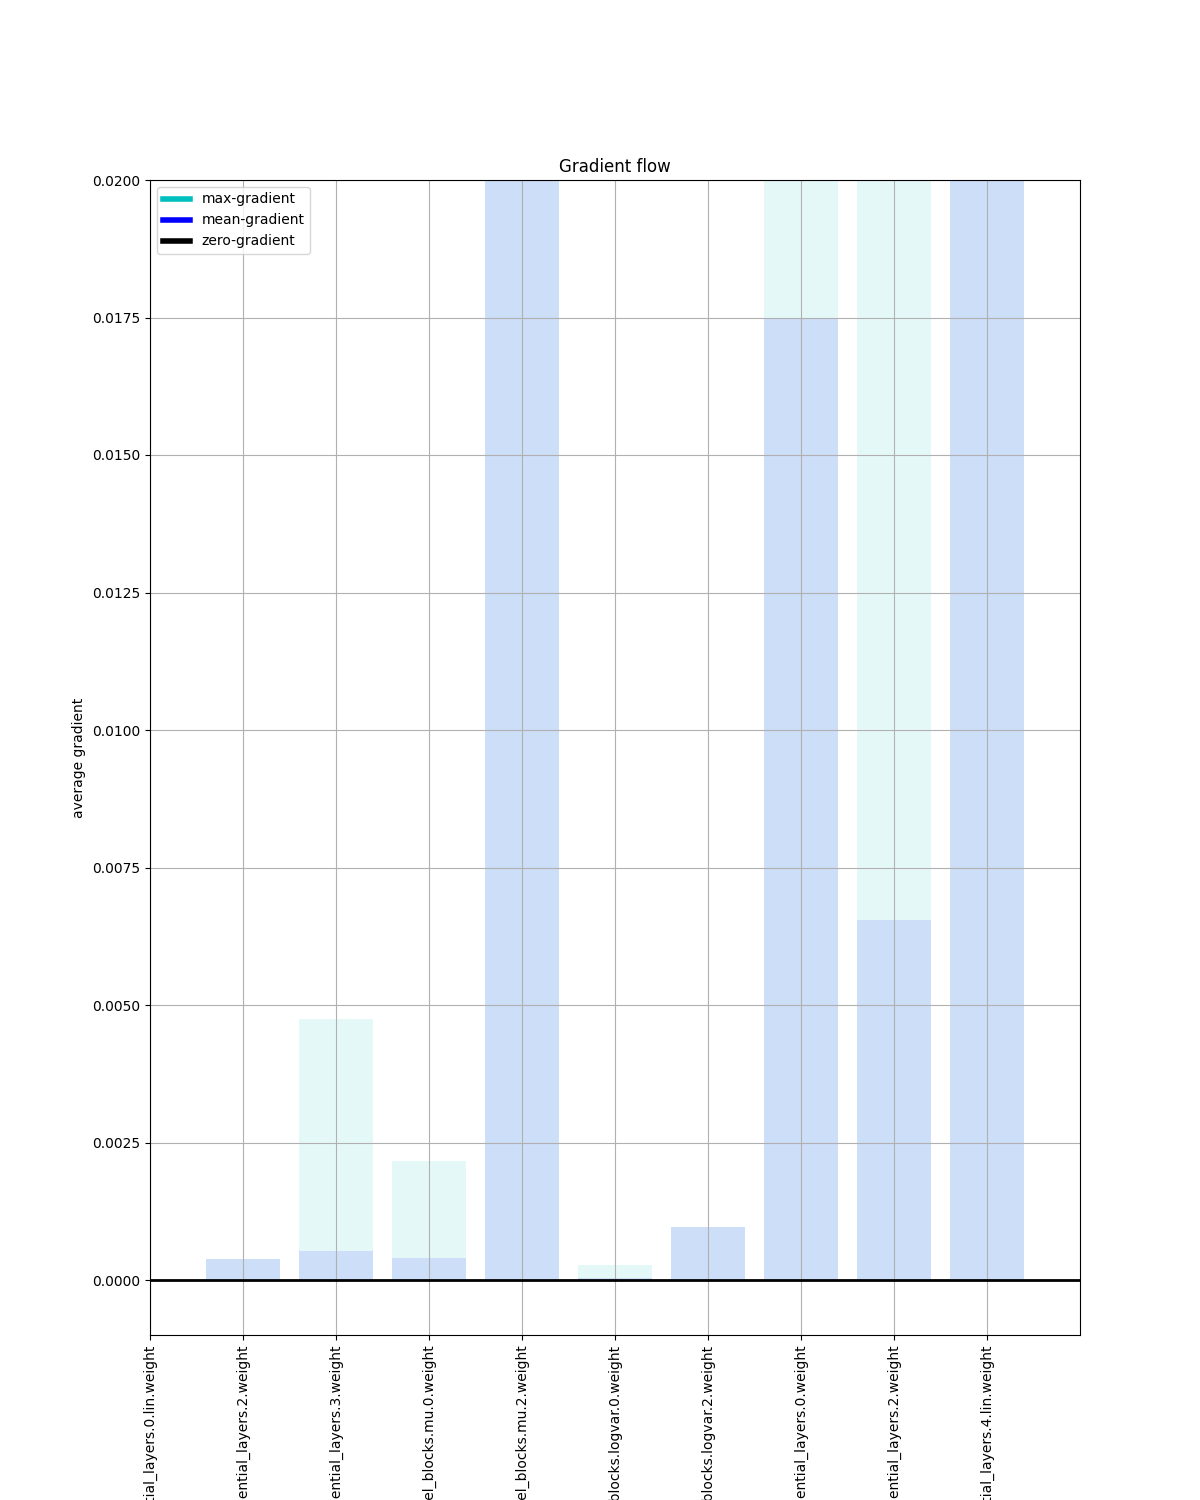 Gradient flow
max-gradient
mean-gradient
zero-gradient
0.0200
0.0175
0.0150
0.0125
0.0100
0.0075
0.0050
0.0025
0.0000
average gradient
tial_layers.0.lin.weight
ential_layers.2.weight
ential_layers.3.weight
el_blocks.mu.0.weight
el_blocks.mu.2.weight
blocks.logvar.0.weight
blocks.logvar.2.weight
ential_layers.0.weight
ential_layers.2.weight
tial_layers.4.lin.weight